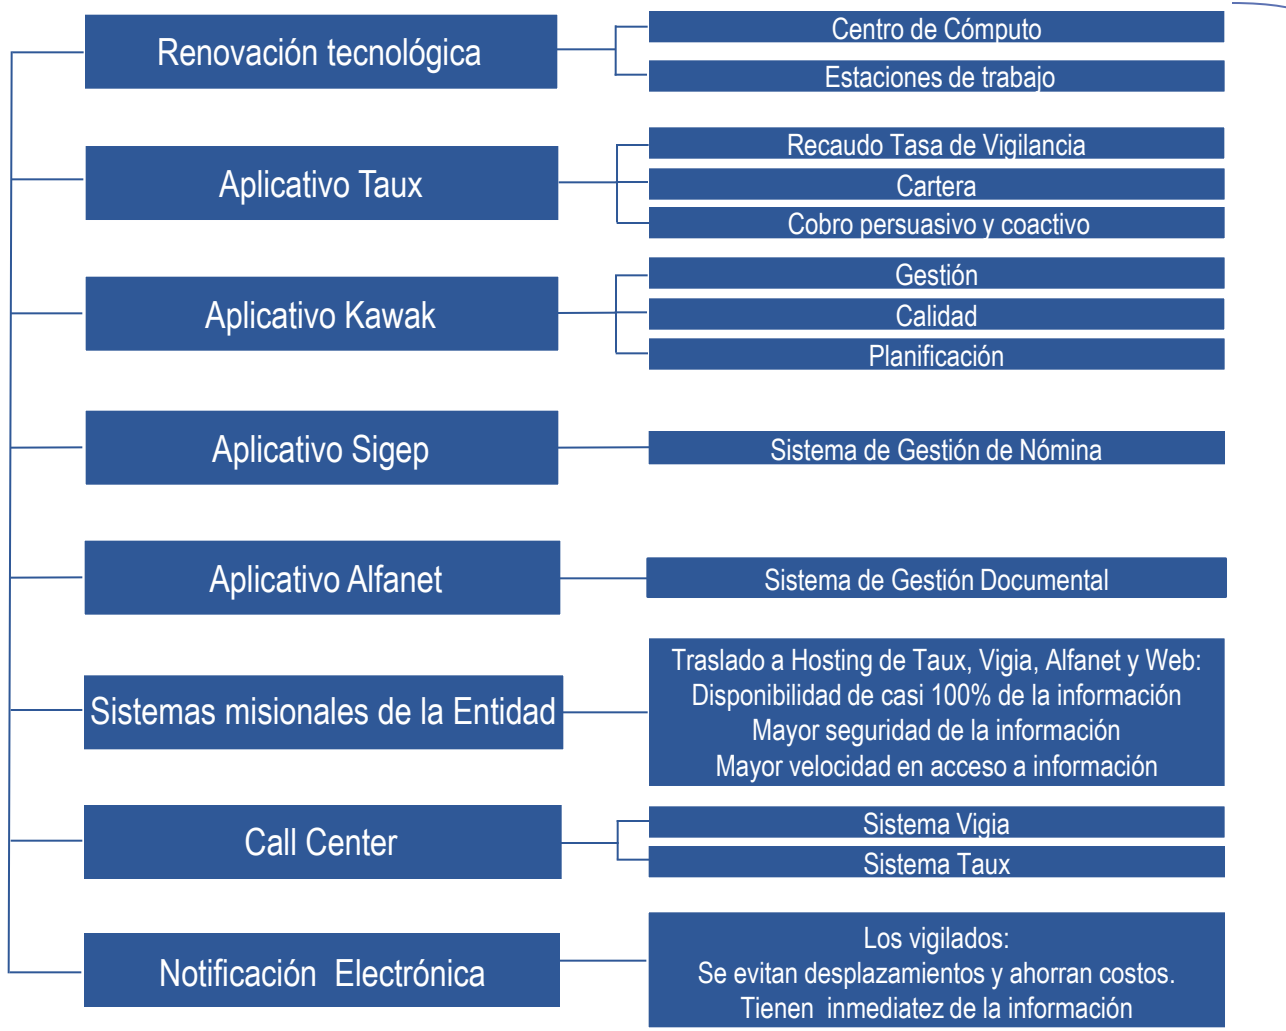 Renovación tecnológica
Centro de Cómputo
Estaciones de trabajo
Aplicativo Taux
Recaudo Tasa de Vigilancia
Cartera
Cobro persuasivo y coactivo
Aplicativo Kawak
Gestión
Calidad
Planificación
Aplicativo Sigep
Sistema de Gestión de Nómina
Aplicativo Alfanet
Sistema de Gestión Documental
Sistemas misionales de la Entidad
Traslado a Hosting de Taux, Vigia, Alfanet y Web:
Disponibilidad de casi 100% de la información
Mayor seguridad de la información
Mayor velocidad en acceso a información
Call Center
Sistema Vigia
Sistema Taux
Notificación Electrónica
Los vigilados:
Se evitan desplazamientos y ahorran costos.
Tienen inmediatez de la información